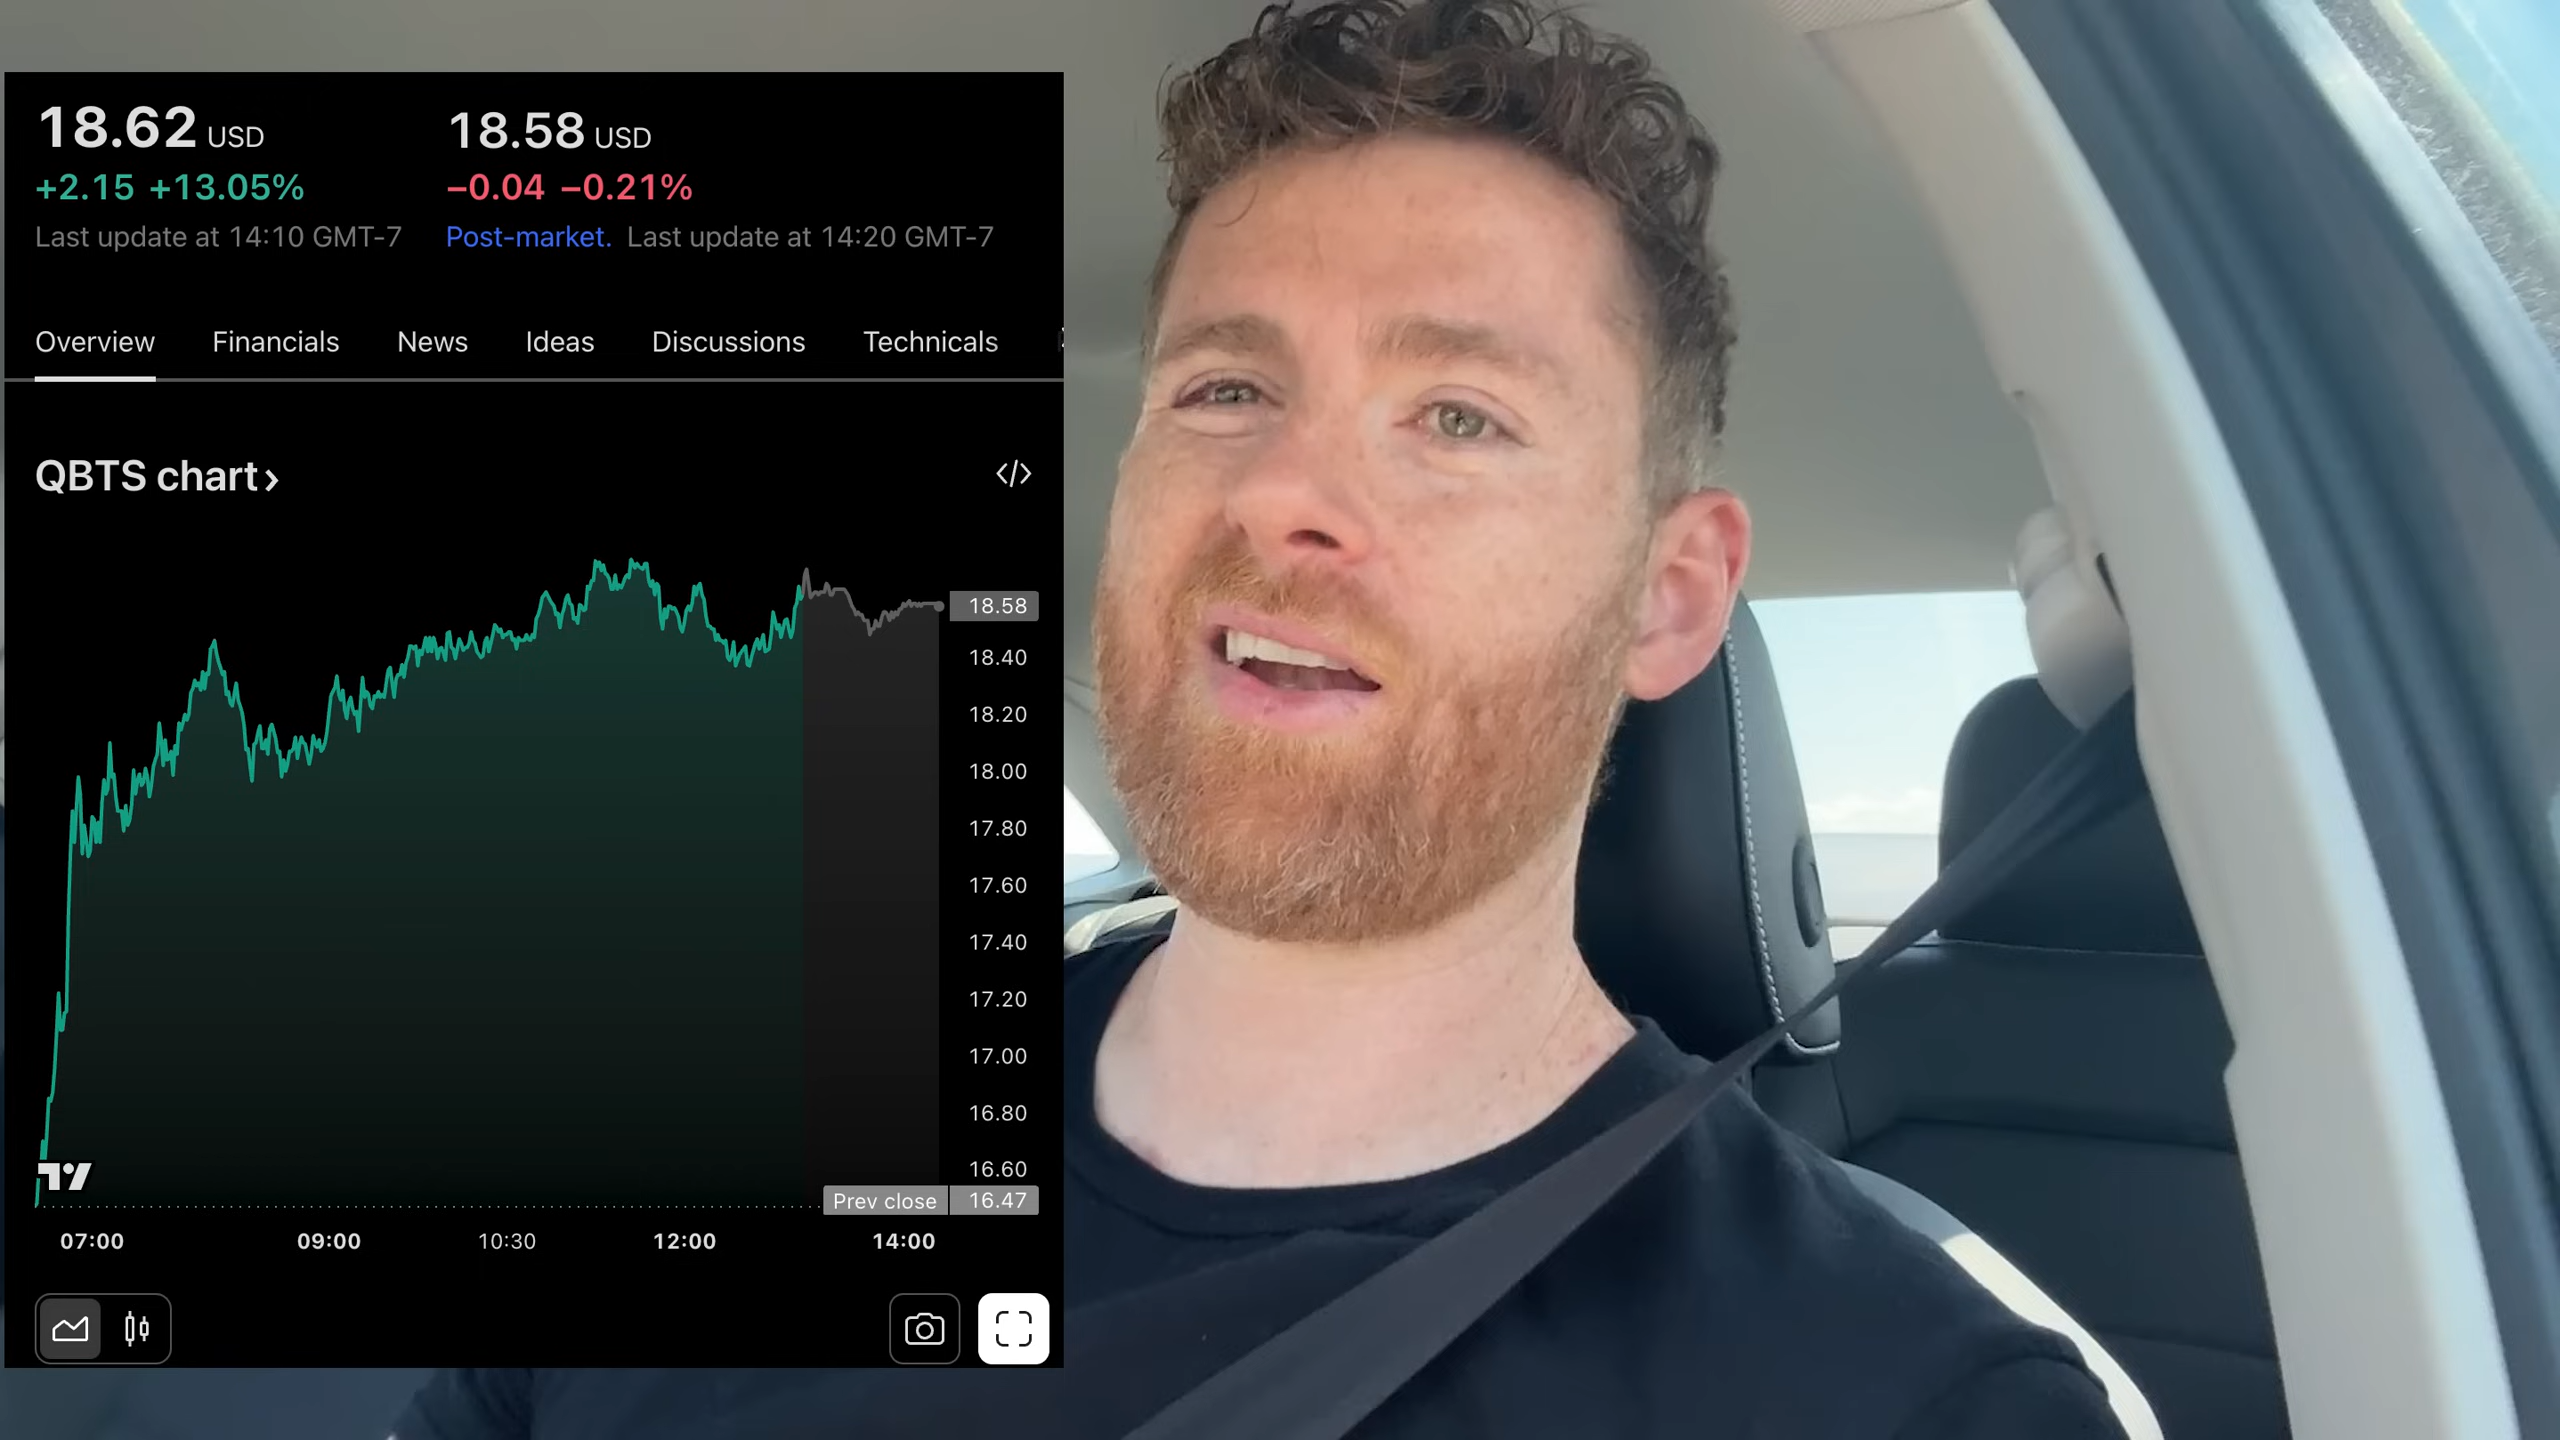 18.62 USD
+2.15 +13.05%
Last update at 14:10 GMT-7
18.58 USD
−0.04 −0.21%
Post-market. Last update at 14:20 GMT-7
Overview Financials News Ideas Discussions Technicals
QBTS chart
18.58
18.40
18.20
18.00
17.80
17.60
17.40
17.20
17.00
16.80
16.60
Prev close 16.47
07:00 09:00 10:30 12:00 14:00